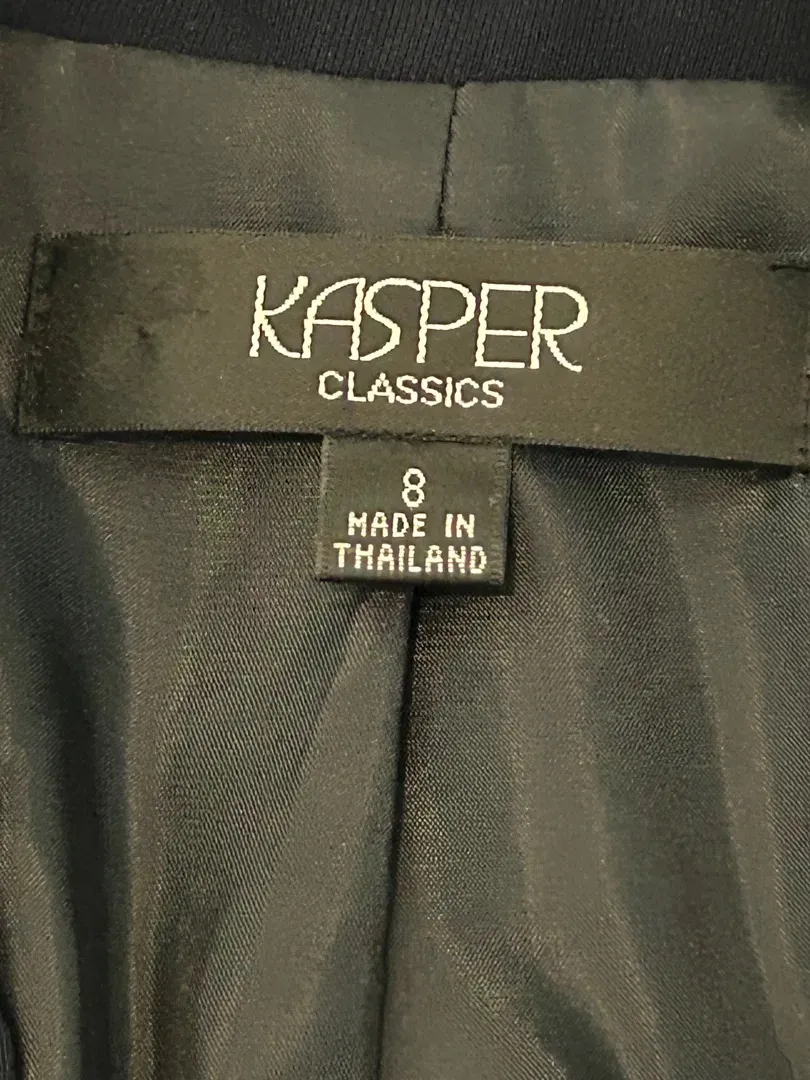 KASPER
CLASSICS
8
MADE IN
THAILAND